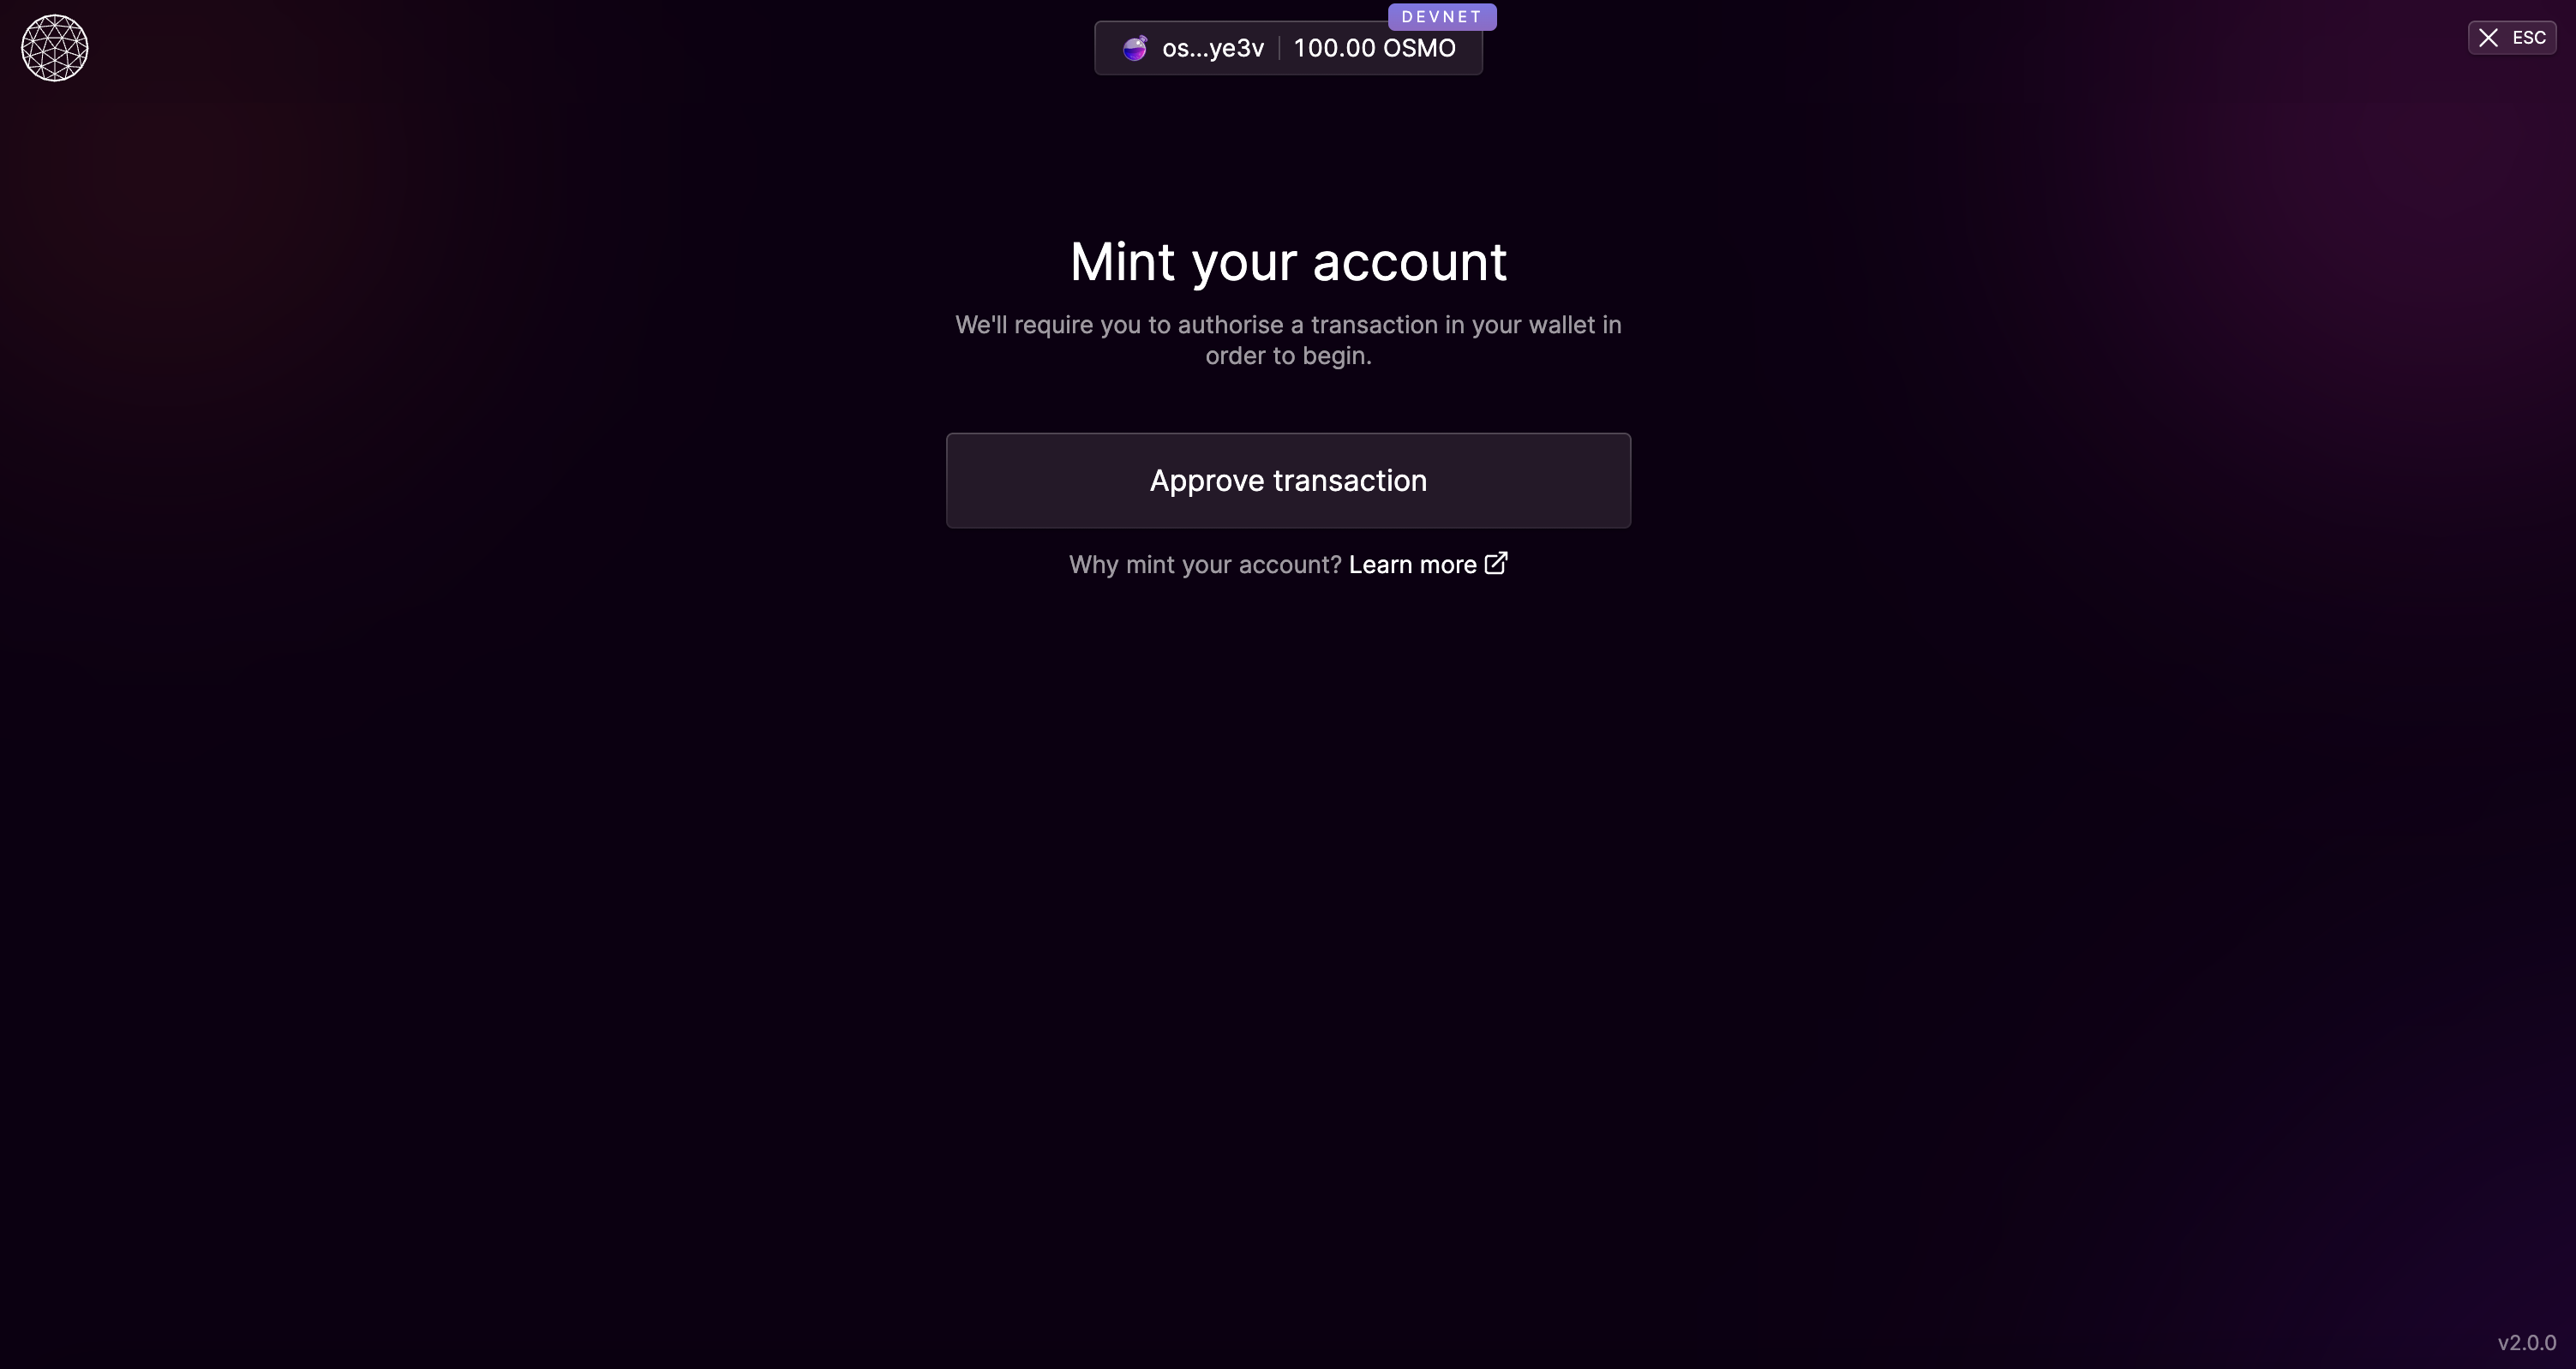 DEVNET
os...ye3v | 100.00 OSMO
ESC
Mint your account
We'll require you to authorise a transaction in your wallet in
order to begin.
Approve transaction
Why mint your account? Learn more
v2.0.0